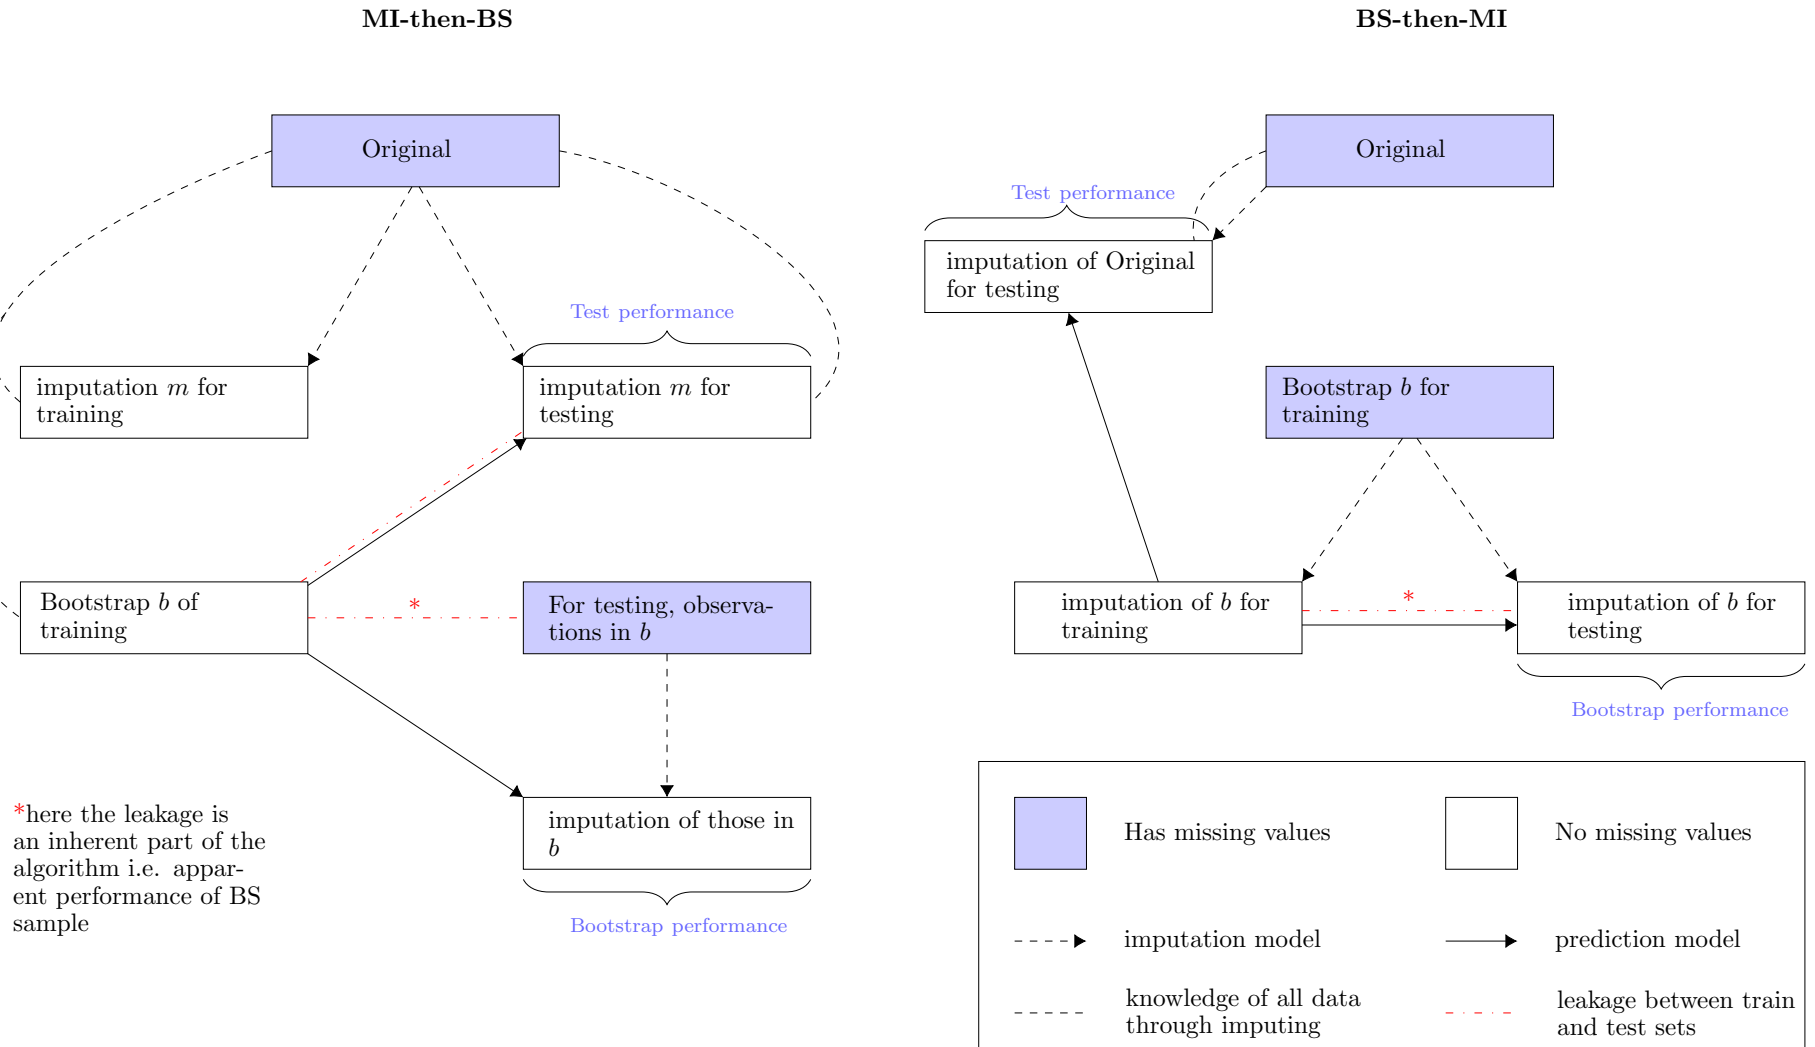 MI-then-BS
Original
Test performance
imputation m for
training
imputation m for
testing
Bootstrap b of
training
*
For testing, observa-
tions in b
imputation of those in
b
Bootstrap performance
*here the leakage is
an inherent part of the
algorithm i.e. appar-
ent performance of BS
sample
BS-then-MI
Original
Test performance
imputation of Original
for testing
Bootstrap b for
training
imputation of b for
training
*
imputation of b for
testing
Bootstrap performance
Has missing values
No missing values
imputation model
prediction model
knowledge of all data
through imputing
leakage between train
and test sets